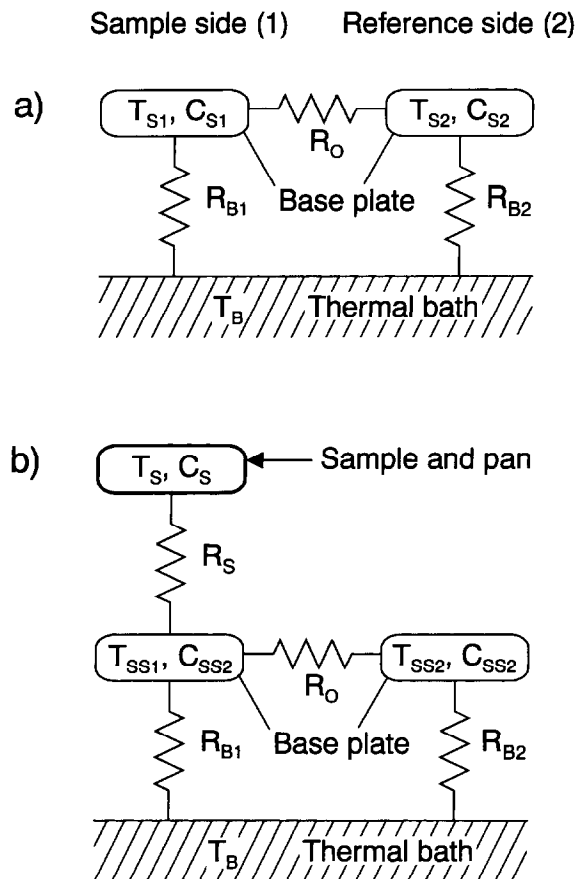 Sample side (1) Reference side (2)
a)
T_S1, C_S1 R_O T_S2, C_S2
R_B1 Base plate R_B2
T_B Thermal bath
b)
T_S, C_S Sample and pan
R_S
T_SS1, C_SS2 R_O T_SS2, C_SS2
R_B1 Base plate R_B2
T_B Thermal bath